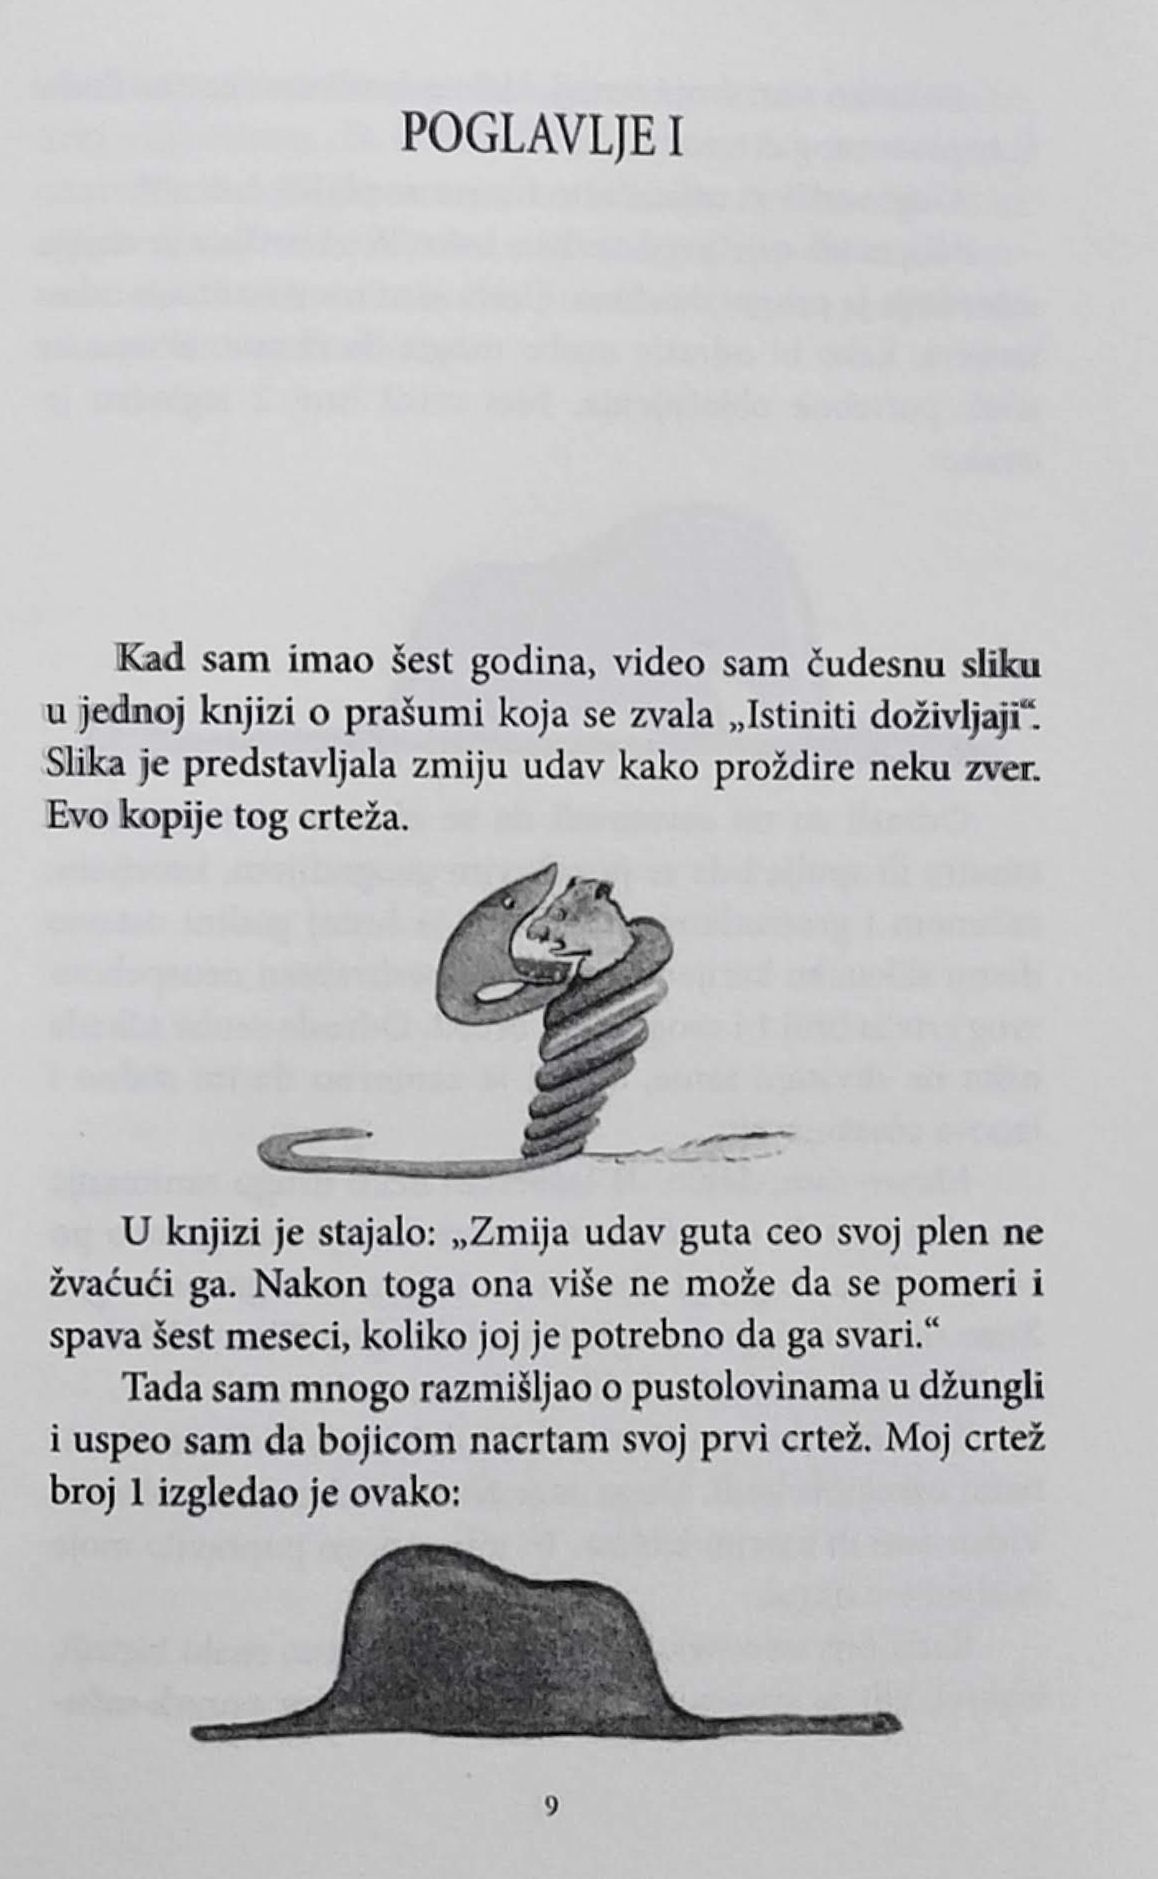 POGLAVLJE I
Kad sam imao šest godina, video sam čudesnu sliku
u jednoj knjizi o prašumi koja se zvala „Istiniti doživljaji“.
Slika je predstavljala zmiju udav kako proždire neku zver.
Evo kopije tog crteža.
U knjizi je stajalo: „Zmija udav guta ceo svoj plen ne
žvaćući ga. Nakon toga ona više ne može da se pomeri i
spava šest meseci, koliko joj je potrebno da ga svari.“
Tada sam mnogo razmišljao o pustolovinama u džungli
i uspeo sam da bojicom nacrtam svoj prvi crtež. Moj crtež
broj 1 izgledao je ovako:
9